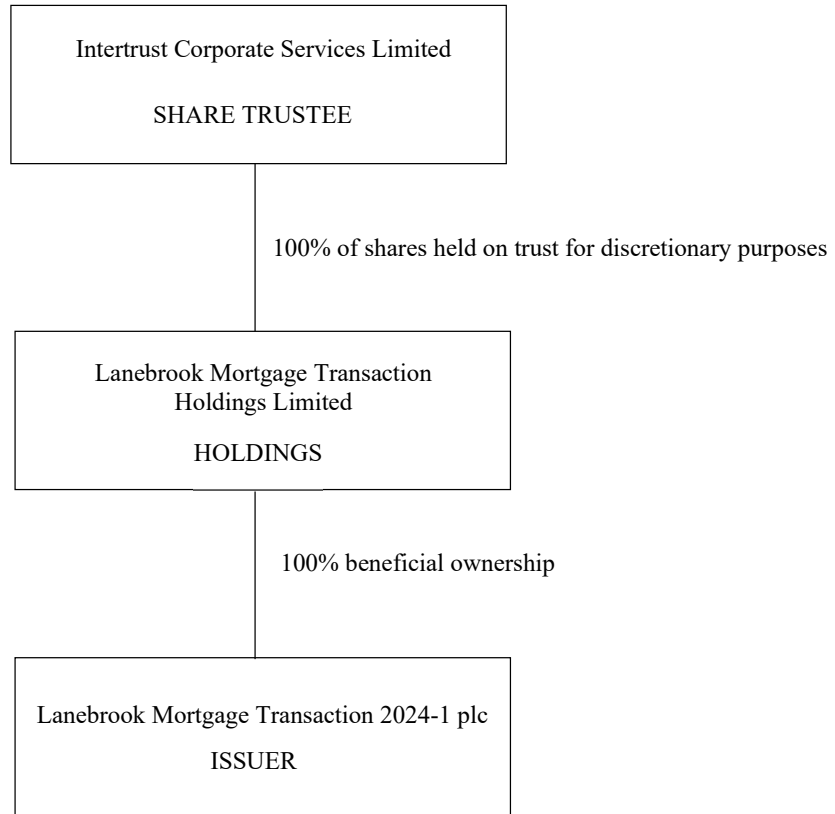 Intertrust Corporate Services Limited
SHARE TRUSTEE
100% of shares held on trust for discretionary purposes
Lanebrook Mortgage Transaction
Holdings Limited
HOLDINGS
100% beneficial ownership
Lanebrook Mortgage Transaction 2024-1 plc
ISSUER